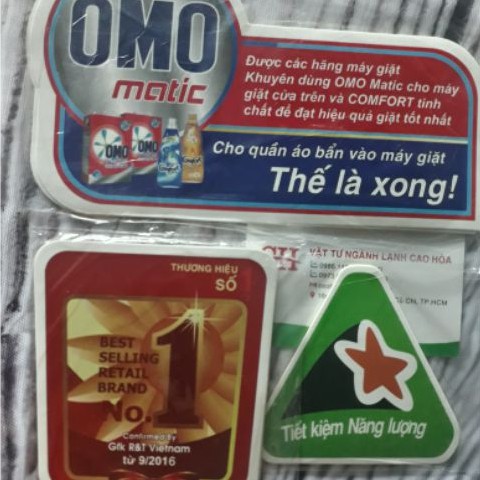 OMO
matic
Được các hãng máy giặt
Khuyên dùng OMO Matic cho máy
giặt cửa trên và COMFORT tinh
chất để đạt hiệu quả giặt tốt nhất
OMO
Cho quần áo bẩn vào máy giặt
Thế là xong!
VẬT TƯ NGÀNH LẠNH CAO HÒA
TP.HCM
THƯƠNG HIỆU
SỐ
1
BEST
SELLING
RETAIL
BRAND
No.
Confirmed By
Gfk R&T Vietnam
từ 9/2016
Tiết kiệm Năng lượng